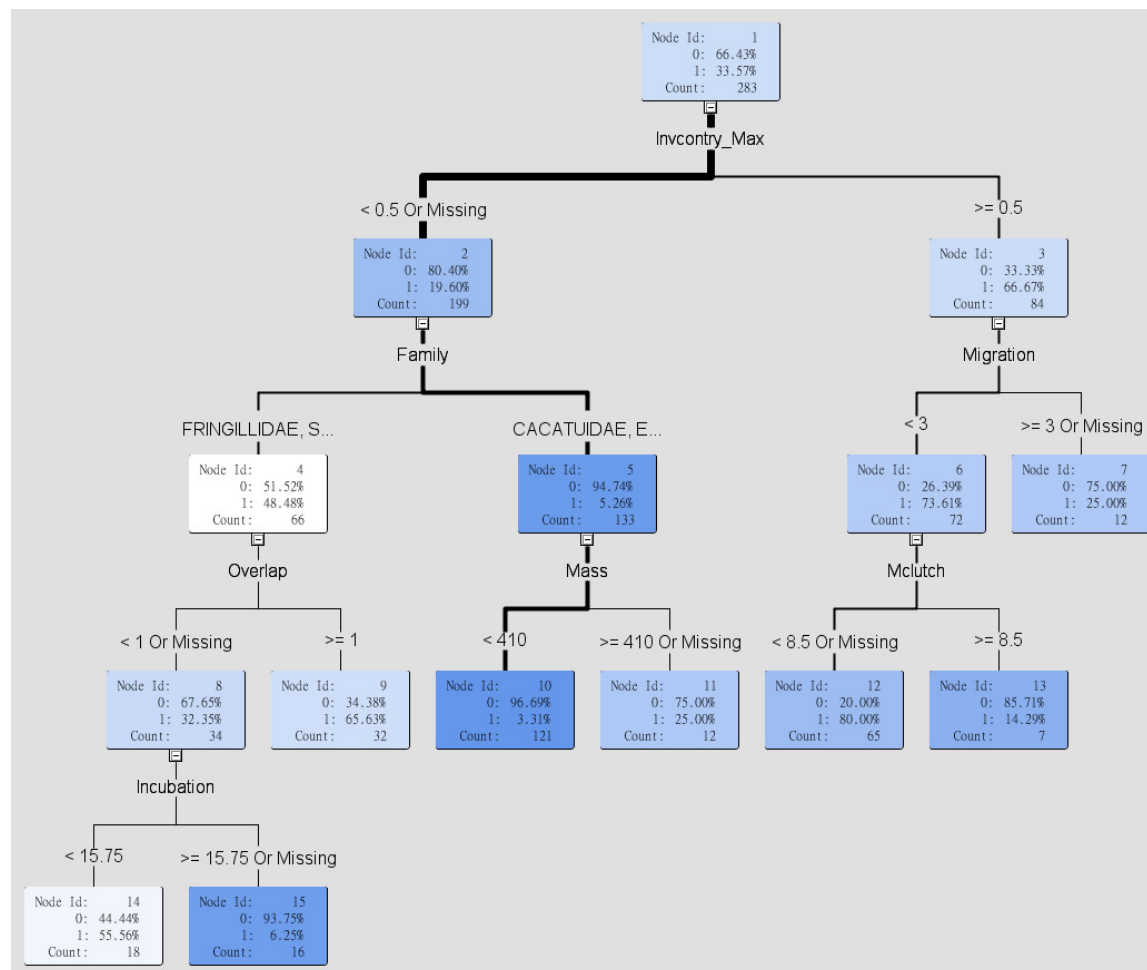 Node Id: 1
0: 66.43%
1: 33.57%
Count: 283
Invcontry_Max
< 0.5 Or Missing
>= 0.5
Node Id: 2
0: 80.40%
1: 19.60%
Count: 199
Node Id: 3
0: 33.33%
1: 66.67%
Count: 84
Family
Migration
FRINGILLIDAE, S...
CACATUIDAE, E...
< 3
>= 3 Or Missing
Node Id: 4
0: 51.52%
1: 48.48%
Count: 66
Node Id: 5
0: 94.74%
1: 5.26%
Count: 133
Node Id: 6
0: 26.39%
1: 73.61%
Count: 72
Node Id: 7
0: 75.00%
1: 25.00%
Count: 12
Overlap
Mass
Mclutch
< 1 Or Missing
>= 1
< 410
>= 410 Or Missing
< 8.5 Or Missing
>= 8.5
Node Id: 8
0: 67.65%
1: 32.35%
Count: 34
Node Id: 9
0: 34.38%
1: 65.63%
Count: 32
Node Id: 10
0: 96.69%
1: 3.31%
Count: 121
Node Id: 11
0: 75.00%
1: 25.00%
Count: 12
Node Id: 12
0: 20.00%
1: 80.00%
Count: 65
Node Id: 13
0: 85.71%
1: 14.29%
Count: 7
Incubation
< 15.75
>= 15.75 Or Missing
Node Id: 14
0: 44.44%
1: 55.56%
Count: 18
Node Id: 15
0: 93.75%
1: 6.25%
Count: 16